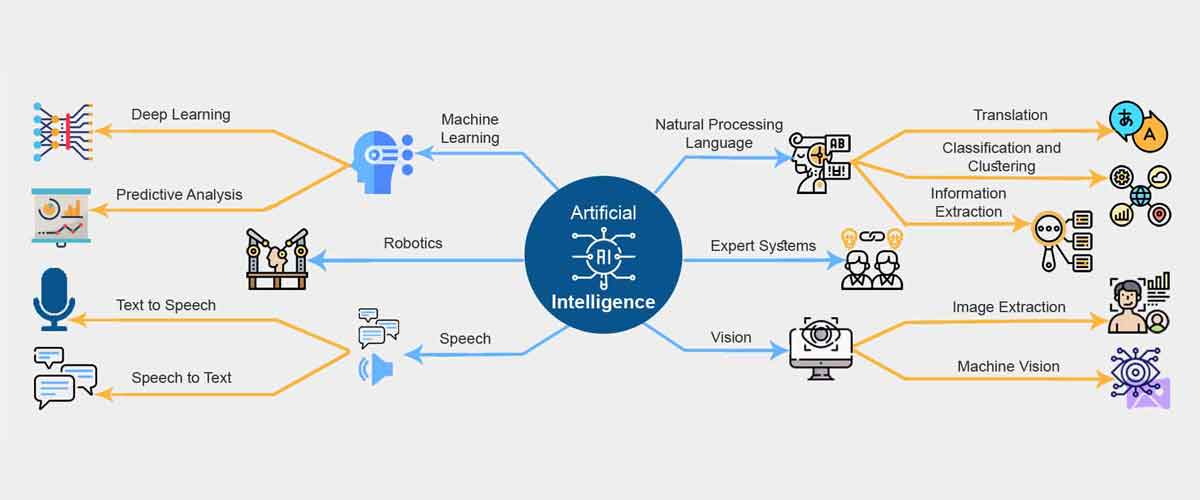 Deep Learning
Predictive Analysis
Machine
Learning
Robotics
Text to Speech
Speech to Text
Speech
Artificial
AI
Intelligence
Natural Processing
Language
AB
Expert Systems
Vision
Translation
あ
A
Classification and
Clustering
Information
Extraction
Image Extraction
Machine Vision